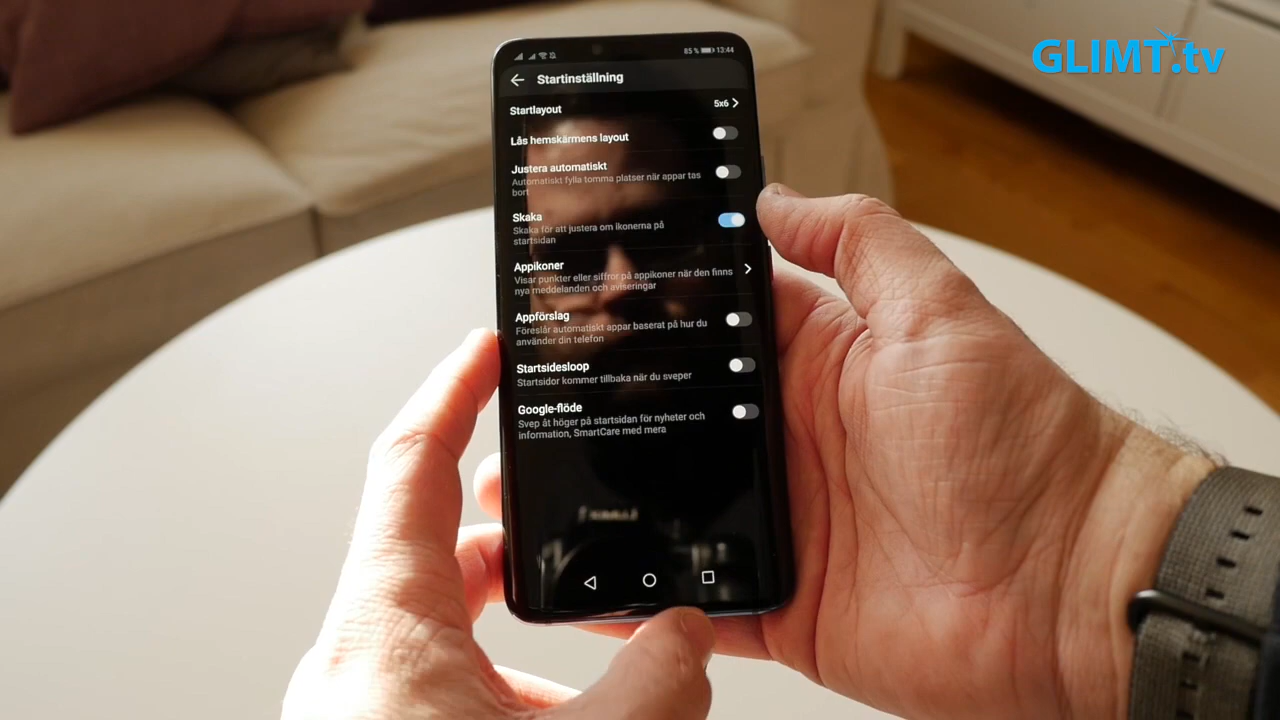 GLIMT.tv
85 % 13:44
Startinställning
Startlayout 5x6
Lås hemskärmens layout
Justera automatiskt
Automatiskt fylla tomma platser när appar tas
bort
Skaka
Skaka för att justera om ikonerna på
startsidan
Appikoner
Visar punkter eller siffror på appikoner när den finns
nya meddelanden och aviseringar
Appförslag
Föreslår automatiskt appar baserat på hur du
använder din telefon
Startsidesloop
Startsidor kommer tillbaka när du sveper
Google-flöde
Svep åt höger på startsidan för nyheter och
information, SmartCare med mera